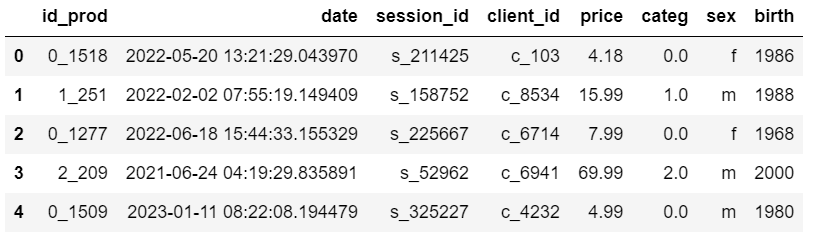 id_prod date session_id client_id price categ sex birth
0 0_1518 2022-05-20 13:21:29.043970 s_211425 c_103 4.18 0.0 f 1986
1 1_251 2022-02-02 07:55:19.149409 s_158752 c_8534 15.99 1.0 m 1988
2 0_1277 2022-06-18 15:44:33.155329 s_225667 c_6714 7.99 0.0 f 1968
3 2_209 2021-06-24 04:19:29.835891 s_52962 c_6941 69.99 2.0 m 2000
4 0_1509 2023-01-11 08:22:08.194479 s_325227 c_4232 4.99 0.0 m 1980